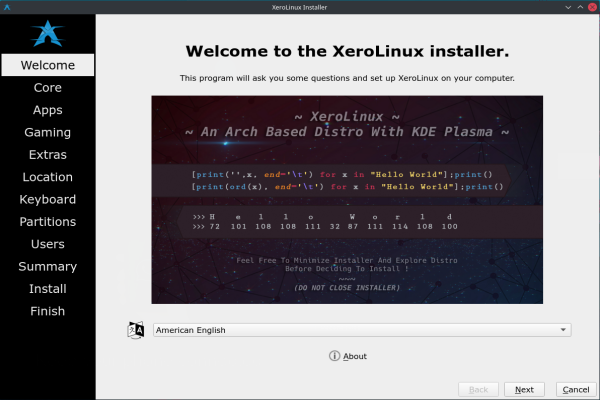 XeroLinux Installer
Welcome
Core
Apps
Gaming
Extras
Location
Keyboard
Partitions
Users
Summary
Install
Finish
Welcome to the XeroLinux installer.
This program will ask you some questions and set up XeroLinux on your computer.
~ XeroLinux ~
~ An Arch Based Distro With KDE Plasma ~
[print('',x, end='\t') for x in "Hello World"];print()
[print(ord(x), end='\t') for x in "Hello World"];print()
>>> H e l l o W o r l d
>>> 72 101 108 108 111 32 87 111 114 108 100
Feel Free To Minimize Installer And Explore Distro
Before Deciding To Install !
~~~~~
(DO NOT CLOSE INSTALLER)
American English
About
Back
Next
Cancel